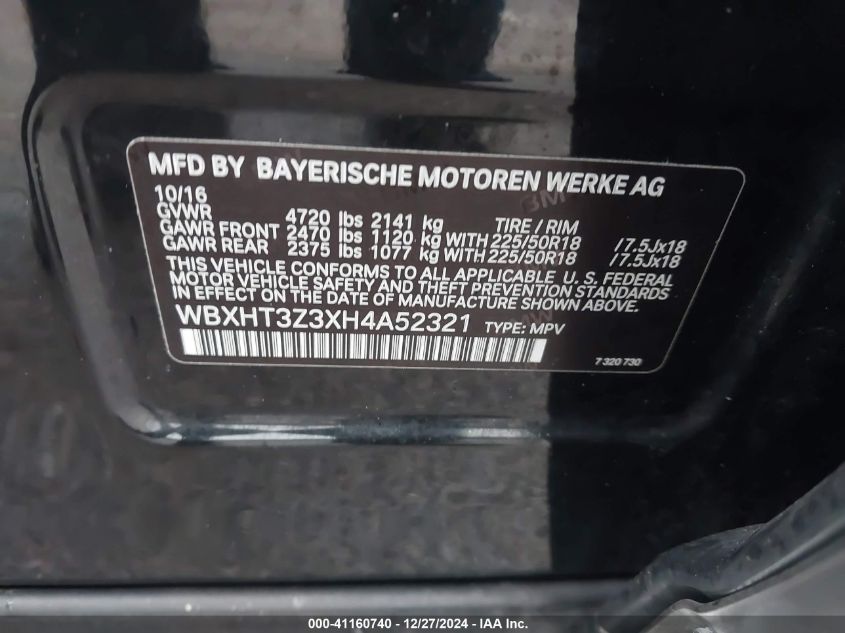 MFD BY BAYERISCHE MOTOREN WERKE AG
10/16
GVWR 4720 lbs 2141 kg TIRE / RIM
GAWR FRONT 2470 lbs 1120 kg WITH 225/50R18 /7.5Jx18
GAWR REAR 2375 lbs 1077 kg WITH 225/50R18 /7.5Jx18
THIS VEHICLE CONFORMS TO ALL APPLICABLE U. S. FEDERAL
MOTOR VEHICLE SAFETY AND THEFT PREVENTION STANDARDS
IN EFFECT ON THE DATE OF MANUFACTURE SHOWN ABOVE.
WBXHT3Z3XH4A52321 TYPE: MPV
7 320 730
000-41160740 - 12/27/2024 - IAA Inc.